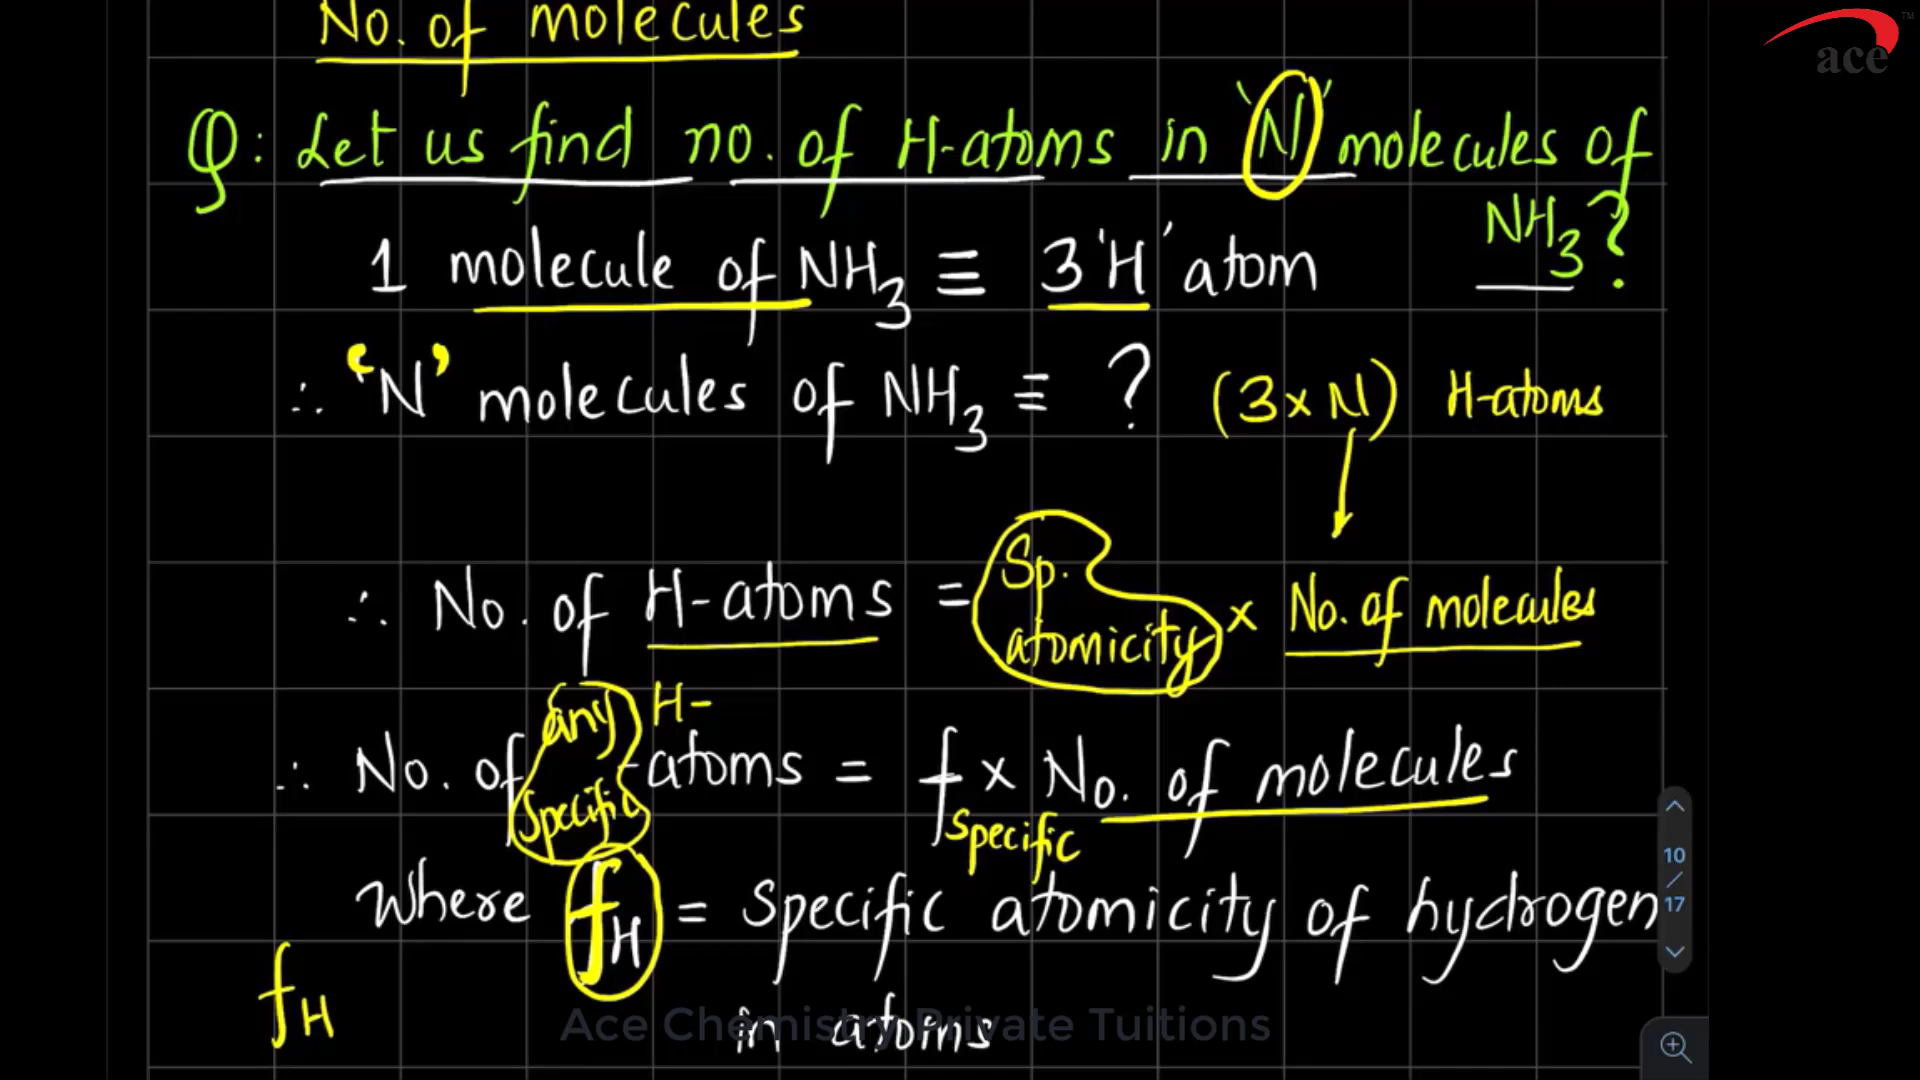 No. of molecules
ace™
Q: Let us find no. of H-atoms in 'N' molecules of
NH3?
1 molecule of NH3 ≡ 3 'H' atom
∴ 'N' molecules of NH3 ≡ ? (3 x N) H-atoms
∴ No. of H-atoms = Sp. atomicity x No. of molecules
any H-
∴ No. of -atoms = f x No. of molecules
Specific specific
Where fH = specific atomicity of hydrogen
10
/
17
fH
in atoms
Ace Chemistry Private Tuitions